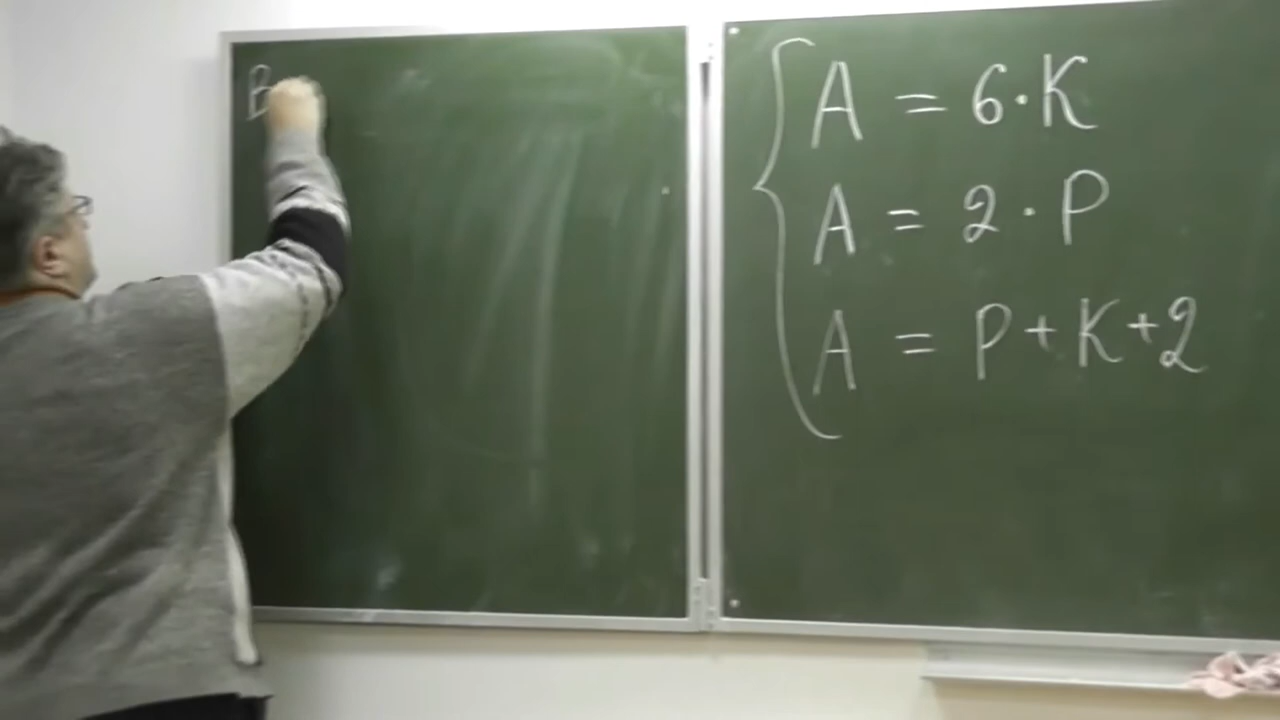 В
A = 6·K
A = 2·P
A = P+K+2